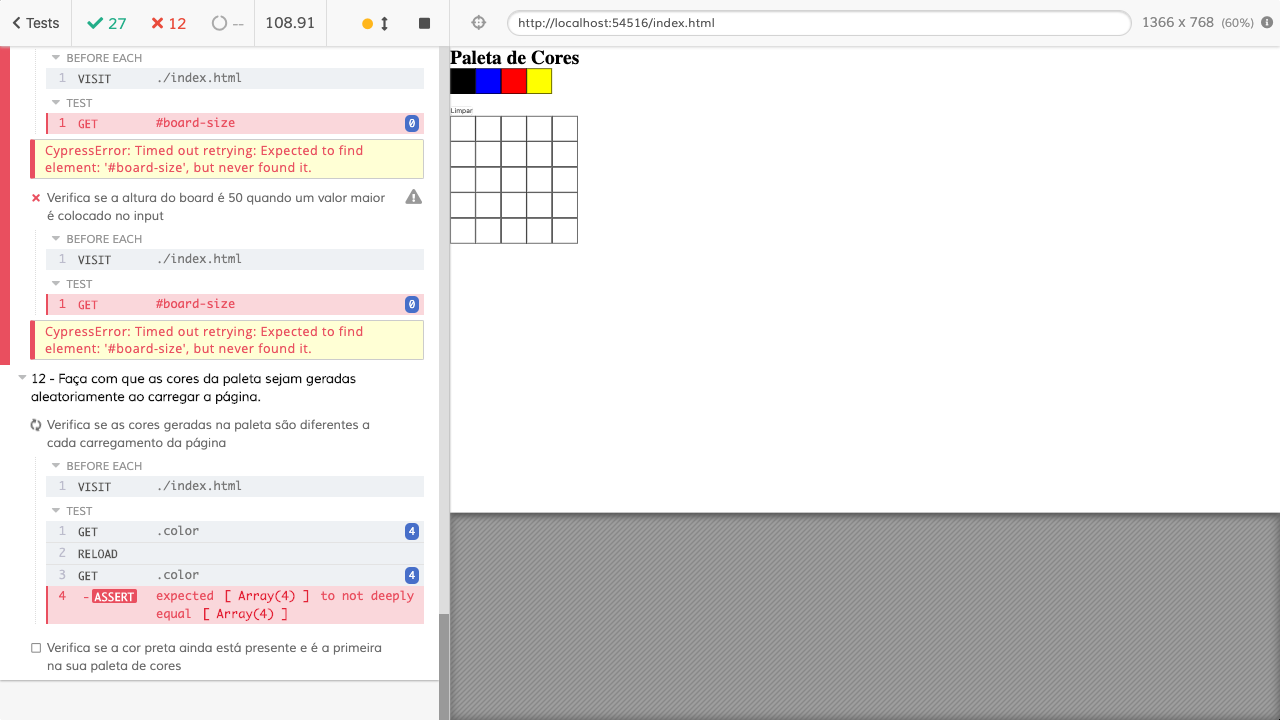 Tests
27
12
--
108.91
http://localhost:54516/index.html
1366 x 768 (60%)
BEFORE EACH
1 VISIT ./index.html
TEST
1 GET #board-size 0
CypressError: Timed out retrying: Expected to find
element: '#board-size', but never found it.
Verifica se a altura do board é 50 quando um valor maior
é colocado no input
BEFORE EACH
1 VISIT ./index.html
TEST
1 GET #board-size 0
CypressError: Timed out retrying: Expected to find
element: '#board-size', but never found it.
12 - Faça com que as cores da paleta sejam geradas
aleatoriamente ao carregar a página.
Verifica se as cores geradas na paleta são diferentes a
cada carregamento da página
BEFORE EACH
1 VISIT ./index.html
TEST
1 GET .color 4
2 RELOAD
3 GET .color 4
4 - ASSERT expected [ Array(4) ] to not deeply
equal [ Array(4) ]
Verifica se a cor preta ainda está presente e é a primeira
na sua paleta de cores
Paleta de Cores
Limpar